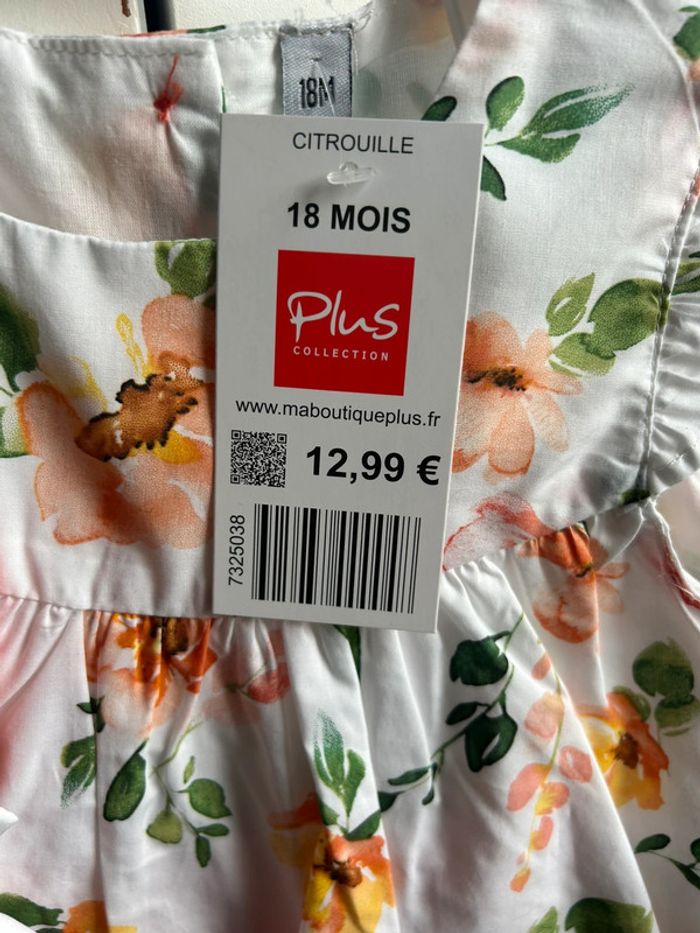 18M
CITROUILLE
18 MOIS
Plus
COLLECTION
www.maboutiqueplus.fr
12,99 €
7325038